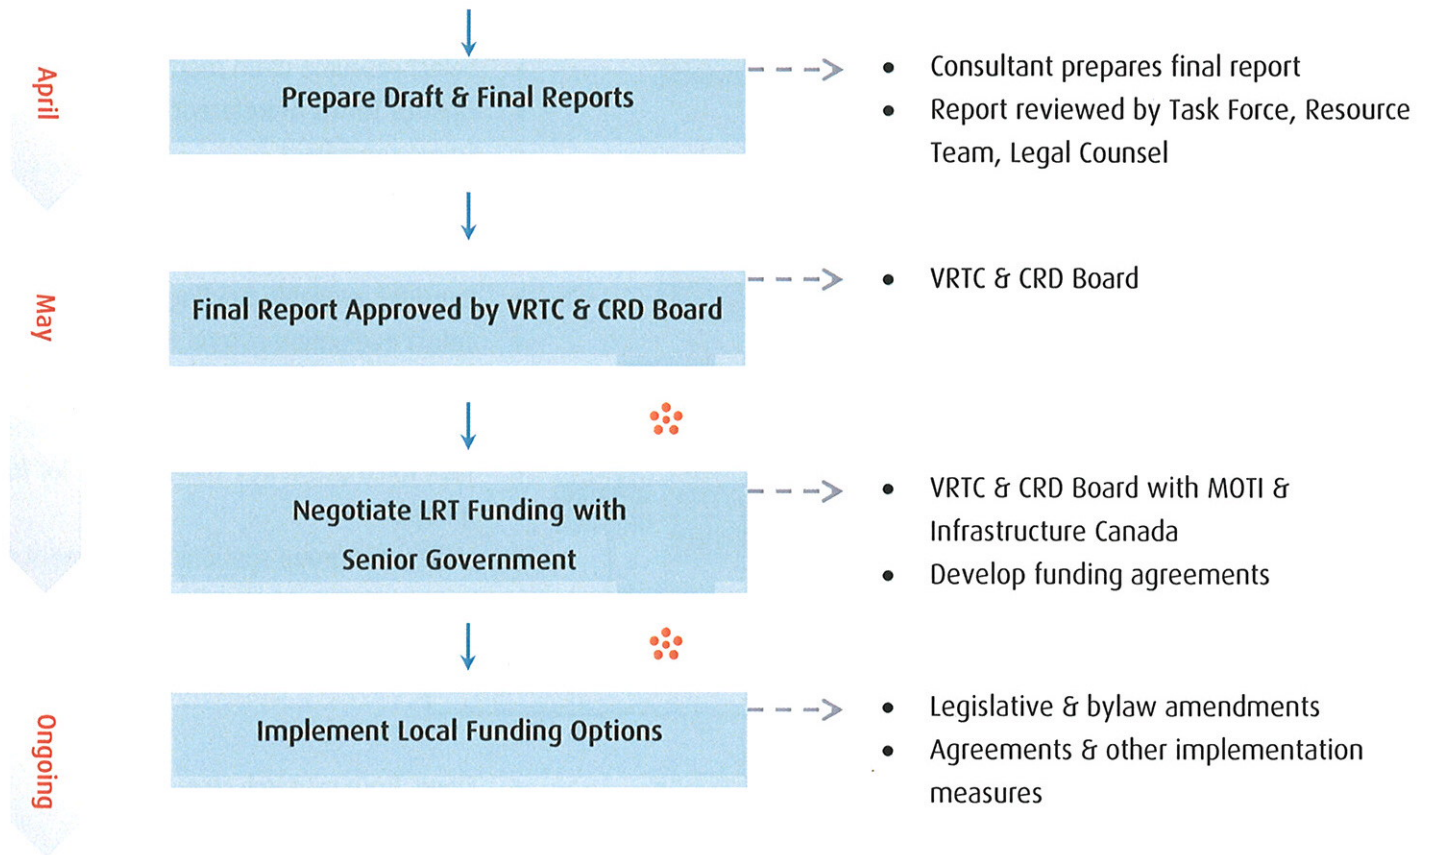 April
Prepare Draft & Final Reports
• Consultant prepares final report
• Report reviewed by Task Force, Resource
Team, Legal Counsel
May
Final Report Approved by VRTC & CRD Board
• VRTC & CRD Board
Negotiate LRT Funding with
Senior Government
• VRTC & CRD Board with MOTI &
Infrastructure Canada
• Develop funding agreements
Ongoing
Implement Local Funding Options
• Legislative & bylaw amendments
• Agreements & other implementation
measures